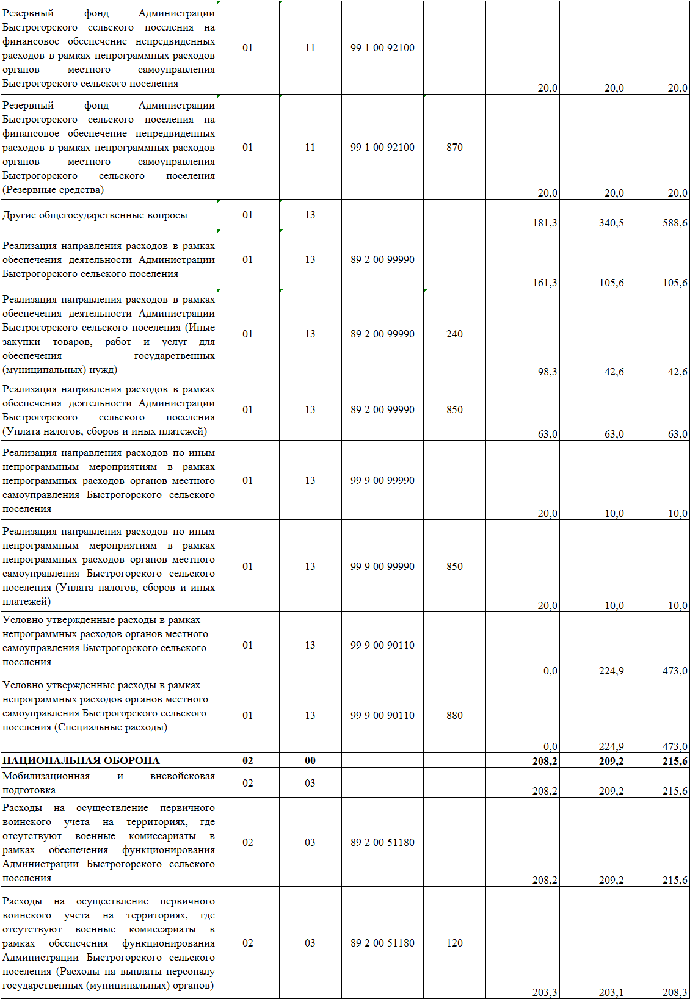 Резервный фонд Администрации
Быстрогорского сельского поселения на
финансовое обеспечение непредвиденных
расходов в рамках непрограммных расходов
органов местного самоуправления
Быстрогорского сельского поселения
01 11 99 1 00 92100 20,0 20,0 20,0
Резервный фонд Администрации
Быстрогорского сельского поселения на
финансовое обеспечение непредвиденных
расходов в рамках непрограммных расходов
органов местного самоуправления
Быстрогорского сельского поселения
(Резервные средства)
01 11 99 1 00 92100 870 20,0 20,0 20,0
Другие общегосударственные вопросы 01 13 181,3 340,5 588,6
Реализация направления расходов в рамках
обеспечения деятельности Администрации
Быстрогорского сельского поселения
01 13 89 2 00 99990 161,3 105,6 105,6
Реализация направления расходов в рамках
обеспечения деятельности Администрации
Быстрогорского сельского поселения (Иные
закупки товаров, работ и услуг для
обеспечения государственных
(муниципальных) нужд)
01 13 89 2 00 99990 240 98,3 42,6 42,6
Реализация направления расходов в рамках
обеспечения деятельности Администрации
Быстрогорского сельского поселения
(Уплата налогов, сборов и иных платежей)
01 13 89 2 00 99990 850 63,0 63,0 63,0
Реализация направления расходов по иным
непрограммным мероприятиям в рамках
непрограммных расходов органов местного
самоуправления Быстрогорского сельского
поселения
01 13 99 9 00 99990 20,0 10,0 10,0
Реализация направления расходов по иным
непрограммным мероприятиям в рамках
непрограммных расходов органов местного
самоуправления Быстрогорского сельского
поселения (Уплата налогов, сборов и иных
платежей)
01 13 99 9 00 99990 850 20,0 10,0 10,0
Условно утвержденные расходы в рамках
непрограммных расходов органов местного
самоуправления Быстрогорского сельского
поселения
01 13 99 9 00 90110 0,0 224,9 473,0
Условно утвержденные расходы в рамках
непрограммных расходов органов местного
самоуправления Быстрогорского сельского
поселения (Специальные расходы)
01 13 99 9 00 90110 880 0,0 224,9 473,0
НАЦИОНАЛЬНАЯ ОБОРОНА 02 00 208,2 209,2 215,6
Мобилизационная и вневойсковая
подготовка
02 03 208,2 209,2 215,6
Расходы на осуществление первичного
воинского учета на территориях, где
отсутствуют военные комиссариаты в
рамках обеспечения функционирования
Администрации Быстрогорского сельского
поселения
02 03 89 2 00 51180 208,2 209,2 215,6
Расходы на осуществление первичного
воинского учета на территориях, где
отсутствуют военные комиссариаты в
рамках обеспечения функционирования
Администрации Быстрогорского сельского
поселения (Расходы на выплаты персоналу
государственных (муниципальных) органов)
02 03 89 2 00 51180 120 203,3 203,1 208,3